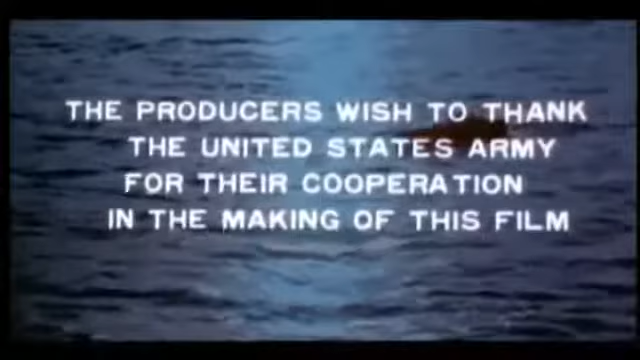 THE PRODUCERS WISH TO THANK
THE UNITED STATES ARMY
FOR THEIR COOPERATION
IN THE MAKING OF THIS FILM